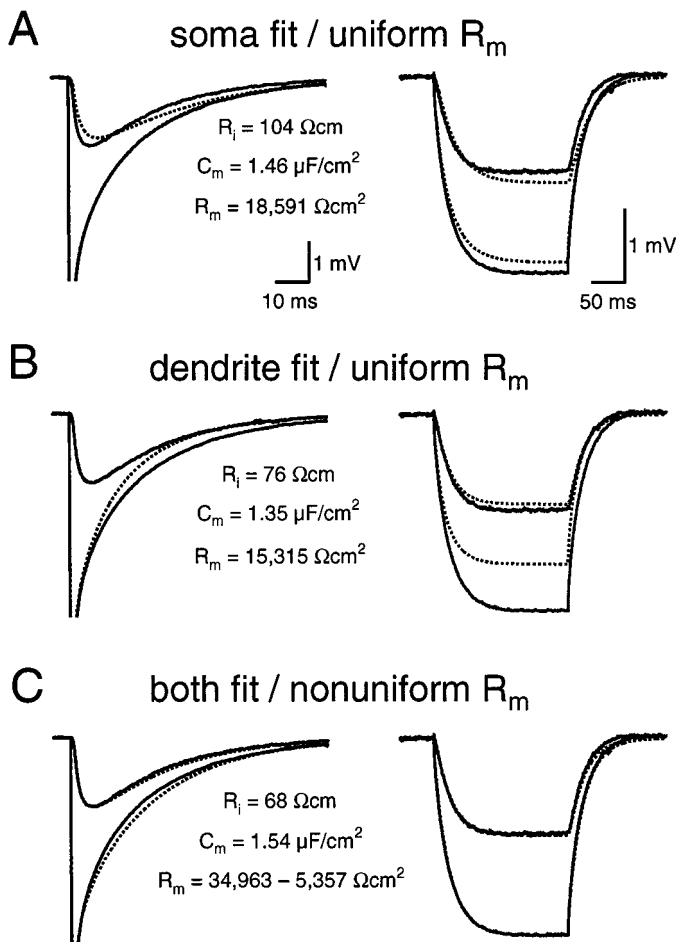 A
soma fit / uniform Rₘ
Rᵢ = 104 Ωcm
Cₘ = 1.46 µF/cm²
Rₘ = 18,591 Ωcm²
1 mV
10 ms
1 mV
50 ms
B
dendrite fit / uniform Rₘ
Rᵢ = 76 Ωcm
Cₘ = 1.35 µF/cm²
Rₘ = 15,315 Ωcm²
C
both fit / nonuniform Rₘ
Rᵢ = 68 Ωcm
Cₘ = 1.54 µF/cm²
Rₘ = 34,963 – 5,357 Ωcm²